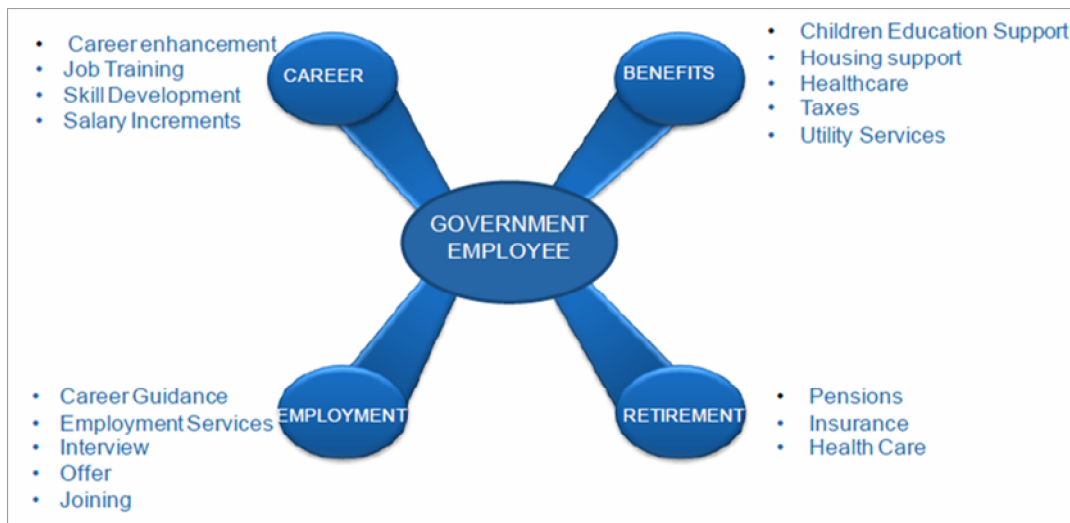 • Career enhancement
• Job Training
• Skill Development
• Salary Increments
CAREER
BENEFITS
• Children Education Support
• Housing support
• Healthcare
• Taxes
• Utility Services
GOVERNMENT
EMPLOYEE
• Career Guidance
• Employment Services
• Interview
• Offer
• Joining
EMPLOYMENT
RETIREMENT
• Pensions
• Insurance
• Health Care